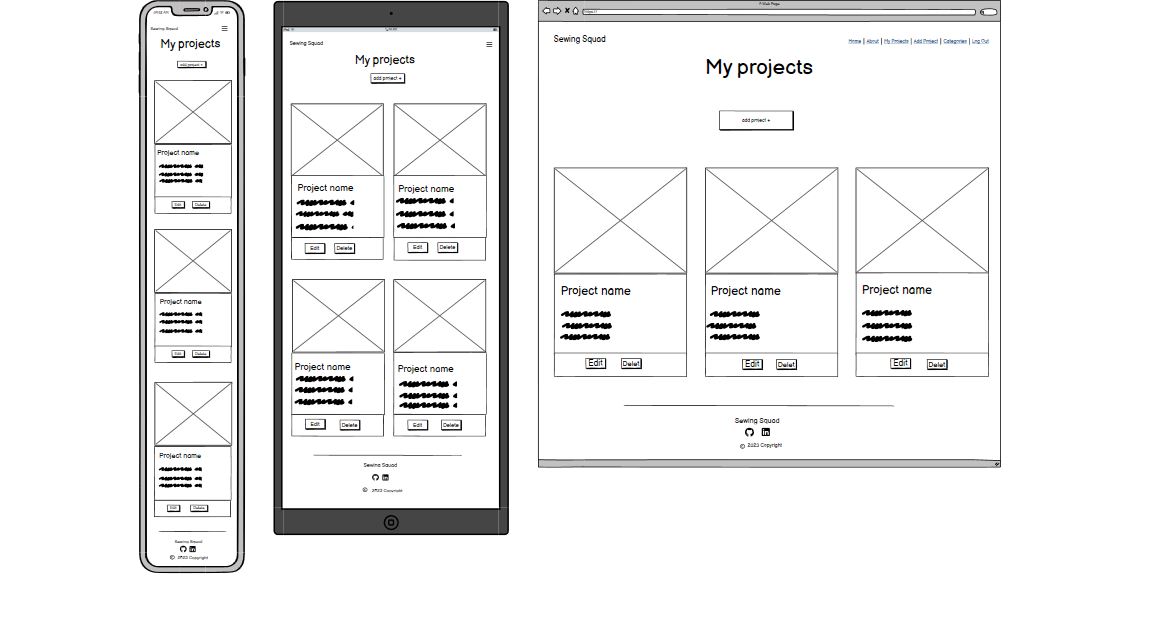 Sewing Squad
My projects
add project +
Project name
Edit Delete
Project name
Edit Delete
Project name
Edit Delete
Sewing Squad
© 2023 Copyright
Sewing Squad
My projects
add project +
Project name Project name
Edit Delete Edit Delete
Project name Project name
Edit Delete Edit Delete
Sewing Squad
© 2023 Copyright
A Web Page
https://
Sewing Squad
Home | About | My Projects | Add Project | Categories | Log Out
My projects
add project +
Project name Project name Project name
Edit Delet Edit Delet Edit Delet
Sewing Squad
© 2023 Copyright